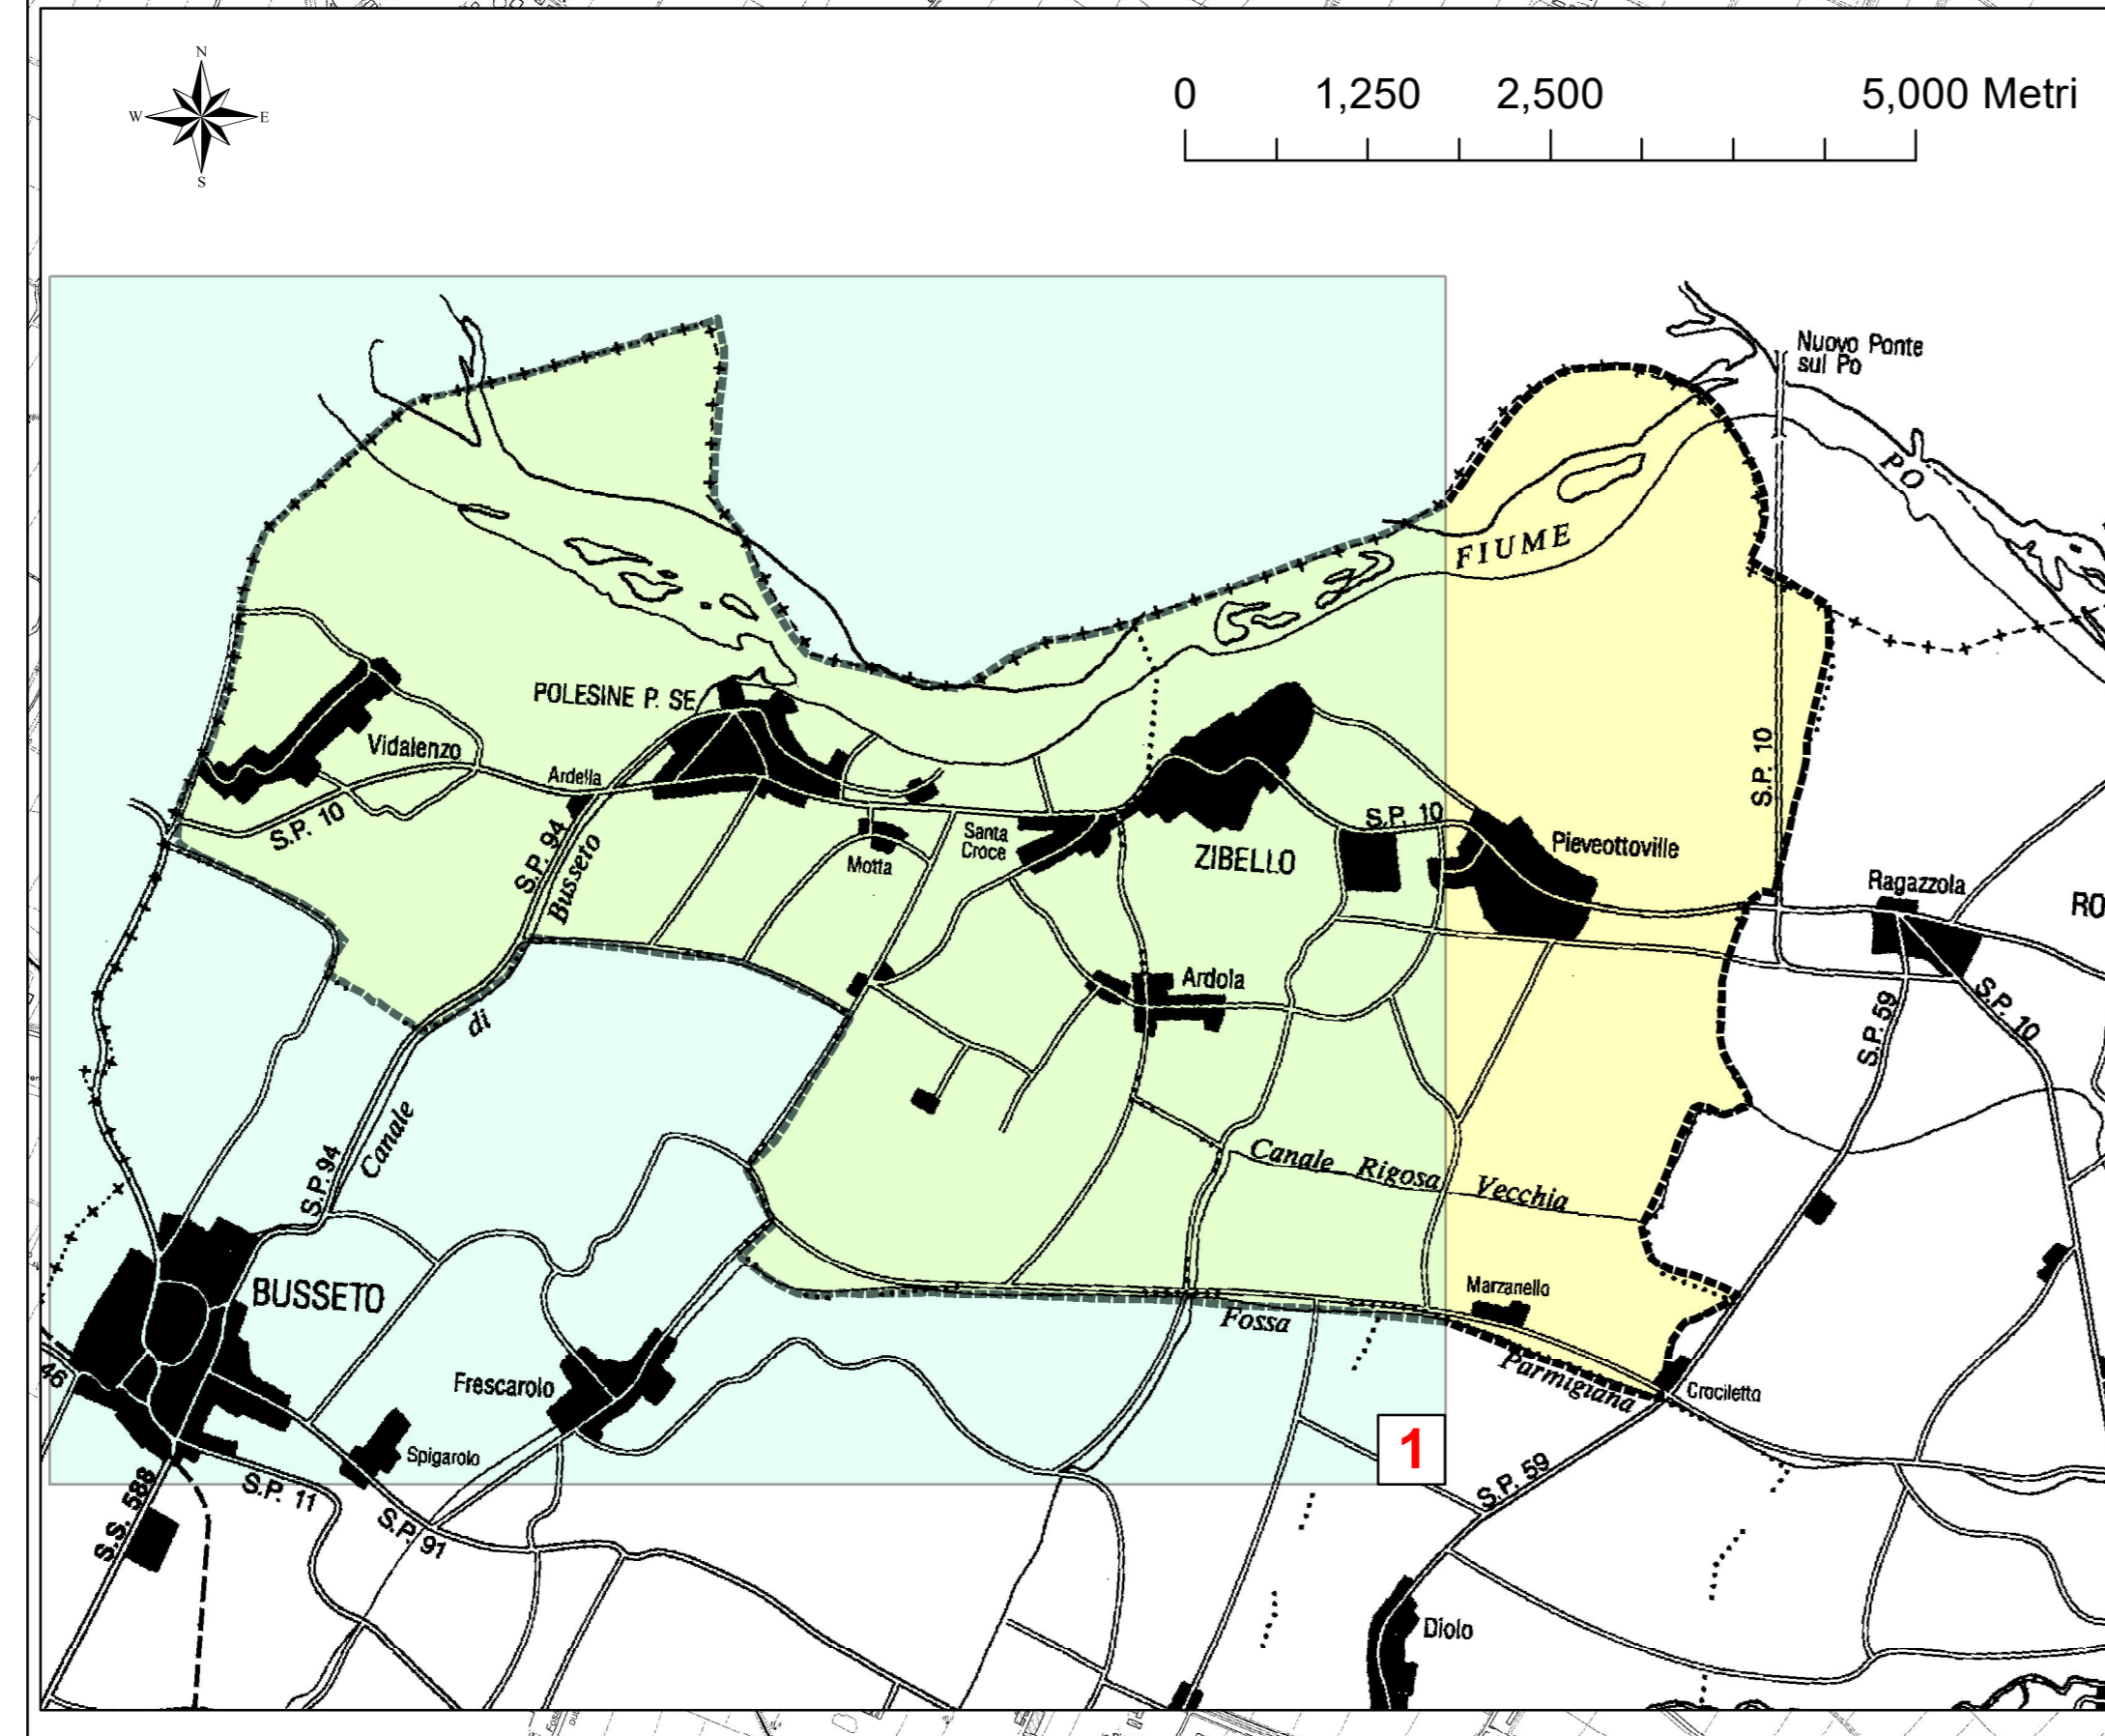 N
W E
S
0 1,250 2,500 5,000 Metri
Nuovo Ponte
sul Po
PO
FIUME
POLESINE P. SE
Vidalenzo
Ardella
S.P. 10
S.P. 10
S.P. 94
Busseto
S.P. 10
Santa
Croce
Motta
ZIBELLO
Pieveottoville
Ragazzola
RO
Ardola
di
S.P. 59
S.P. 10
Canale
S.P. 94
Canale Rigosa Vecchia
BUSSETO
Marzanello
Fossa
Parmigiana
Crociletto
46
Frescarolo
Spigarolo
1
S.P. 59
S.S. 588
S.P. 11
S.P. 91
Diolo